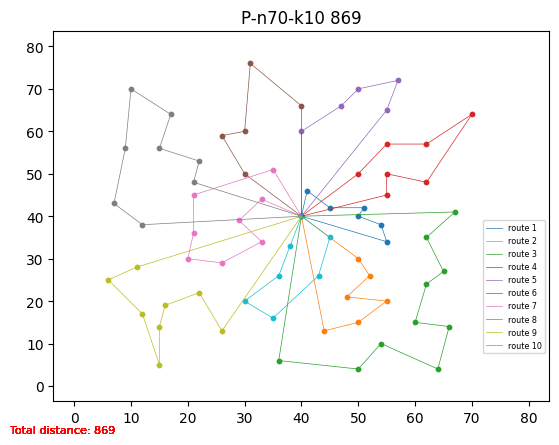 P-n70-k10 869
80
70
60
50
40
30
20
10
0
0 10 20 30 40 50 60 70 80
route 1
route 2
route 3
route 4
route 5
route 6
route 7
route 8
route 9
route 10
Total distance: 869